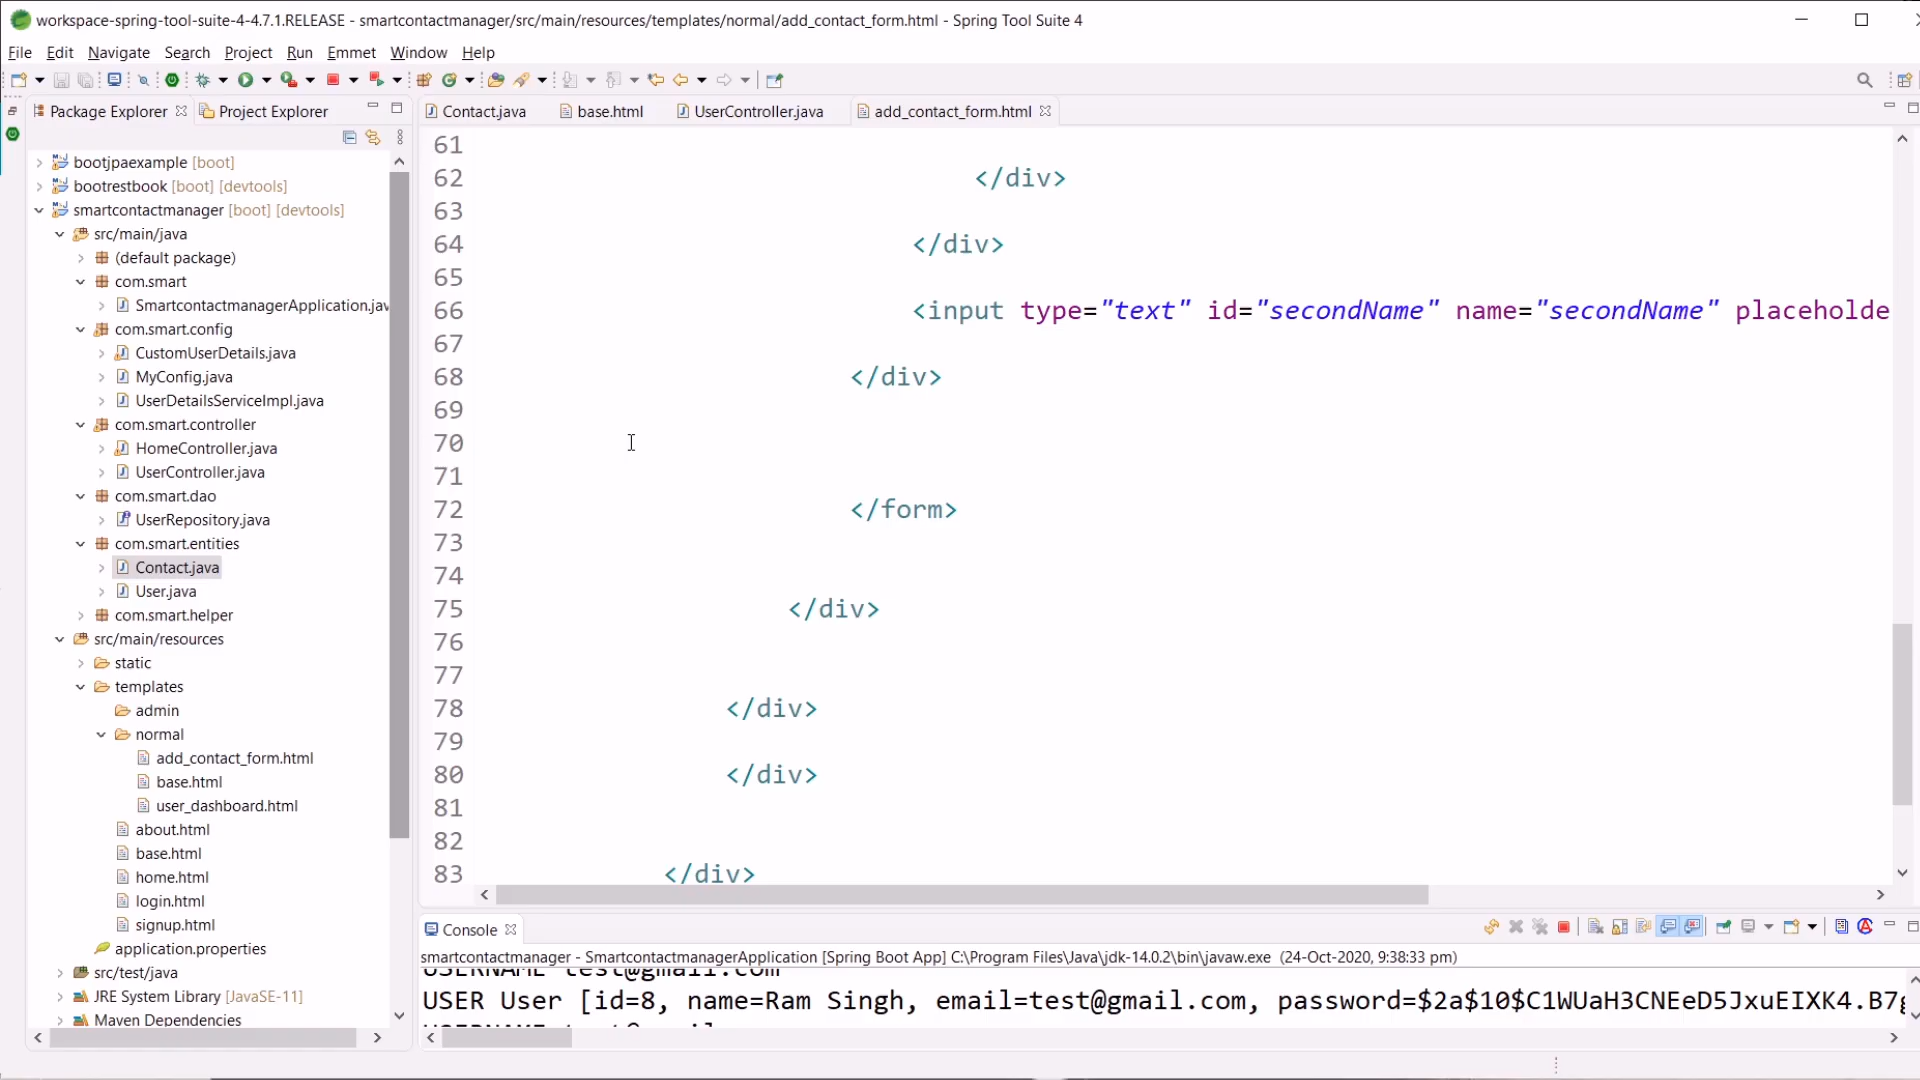 workspace-spring-tool-suite-4-4.7.1.RELEASE - smartcontactmanager/src/main/resources/templates/normal/add_contact_form.html - Spring Tool Suite 4
File Edit Navigate Search Project Run Emmet Window Help
Package Explorer Project Explorer
bootjpaexample [boot]
bootrestbook [boot] [devtools]
smartcontactmanager [boot] [devtools]
src/main/java
(default package)
com.smart
SmartcontactmanagerApplication.jav
com.smart.config
CustomUserDetails.java
MyConfig.java
UserDetailsServiceImpl.java
com.smart.controller
HomeController.java
UserController.java
com.smart.dao
UserRepository.java
com.smart.entities
Contact.java
User.java
com.smart.helper
src/main/resources
static
templates
admin
normal
add_contact_form.html
base.html
user_dashboard.html
about.html
base.html
home.html
login.html
signup.html
application.properties
src/test/java
JRE System Library [JavaSE-11]
Maven Dependencies
Contact.java base.html UserController.java add_contact_form.html
61
62 </div>
63
64 </div>
65
66 <input type="text" id="secondName" name="secondName" placeholde
67
68 </div>
69
70
71
72 </form>
73
74
75 </div>
76
77
78 </div>
79
80 </div>
81
82
83 </div>
Console
smartcontactmanager - SmartcontactmanagerApplication [Spring Boot App] C:\Program Files\Java\jdk-14.0.2\bin\javaw.exe (24-Oct-2020, 9:38:33 pm)
USERNAME test@gmail.com
USER User [id=8, name=Ram Singh, email=test@gmail.com, password=$2a$10$C1WUaH3CNEeD5JxuEIXK4.B7g